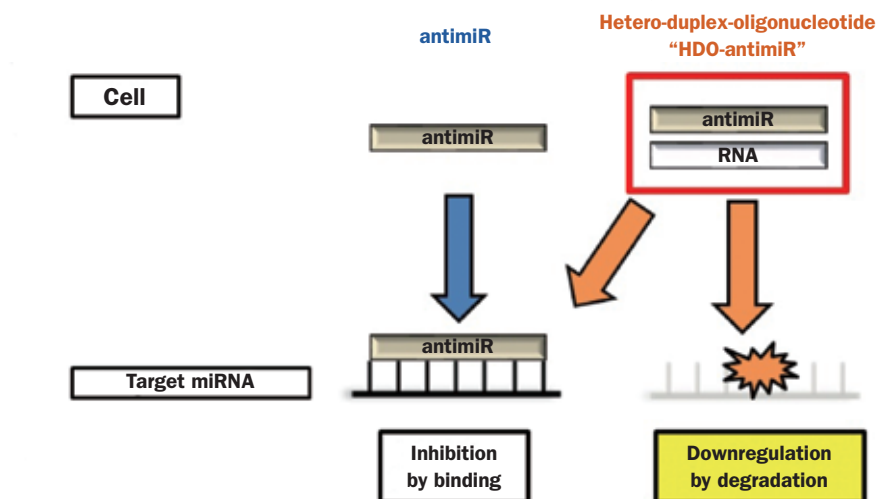 antimiR
Hetero-duplex-oligonucleotide
“HDO-antimiR”
Cell
antimiR
antimiR
RNA
antimiR
Target miRNA
Inhibition
by binding
Downregulation
by degradation